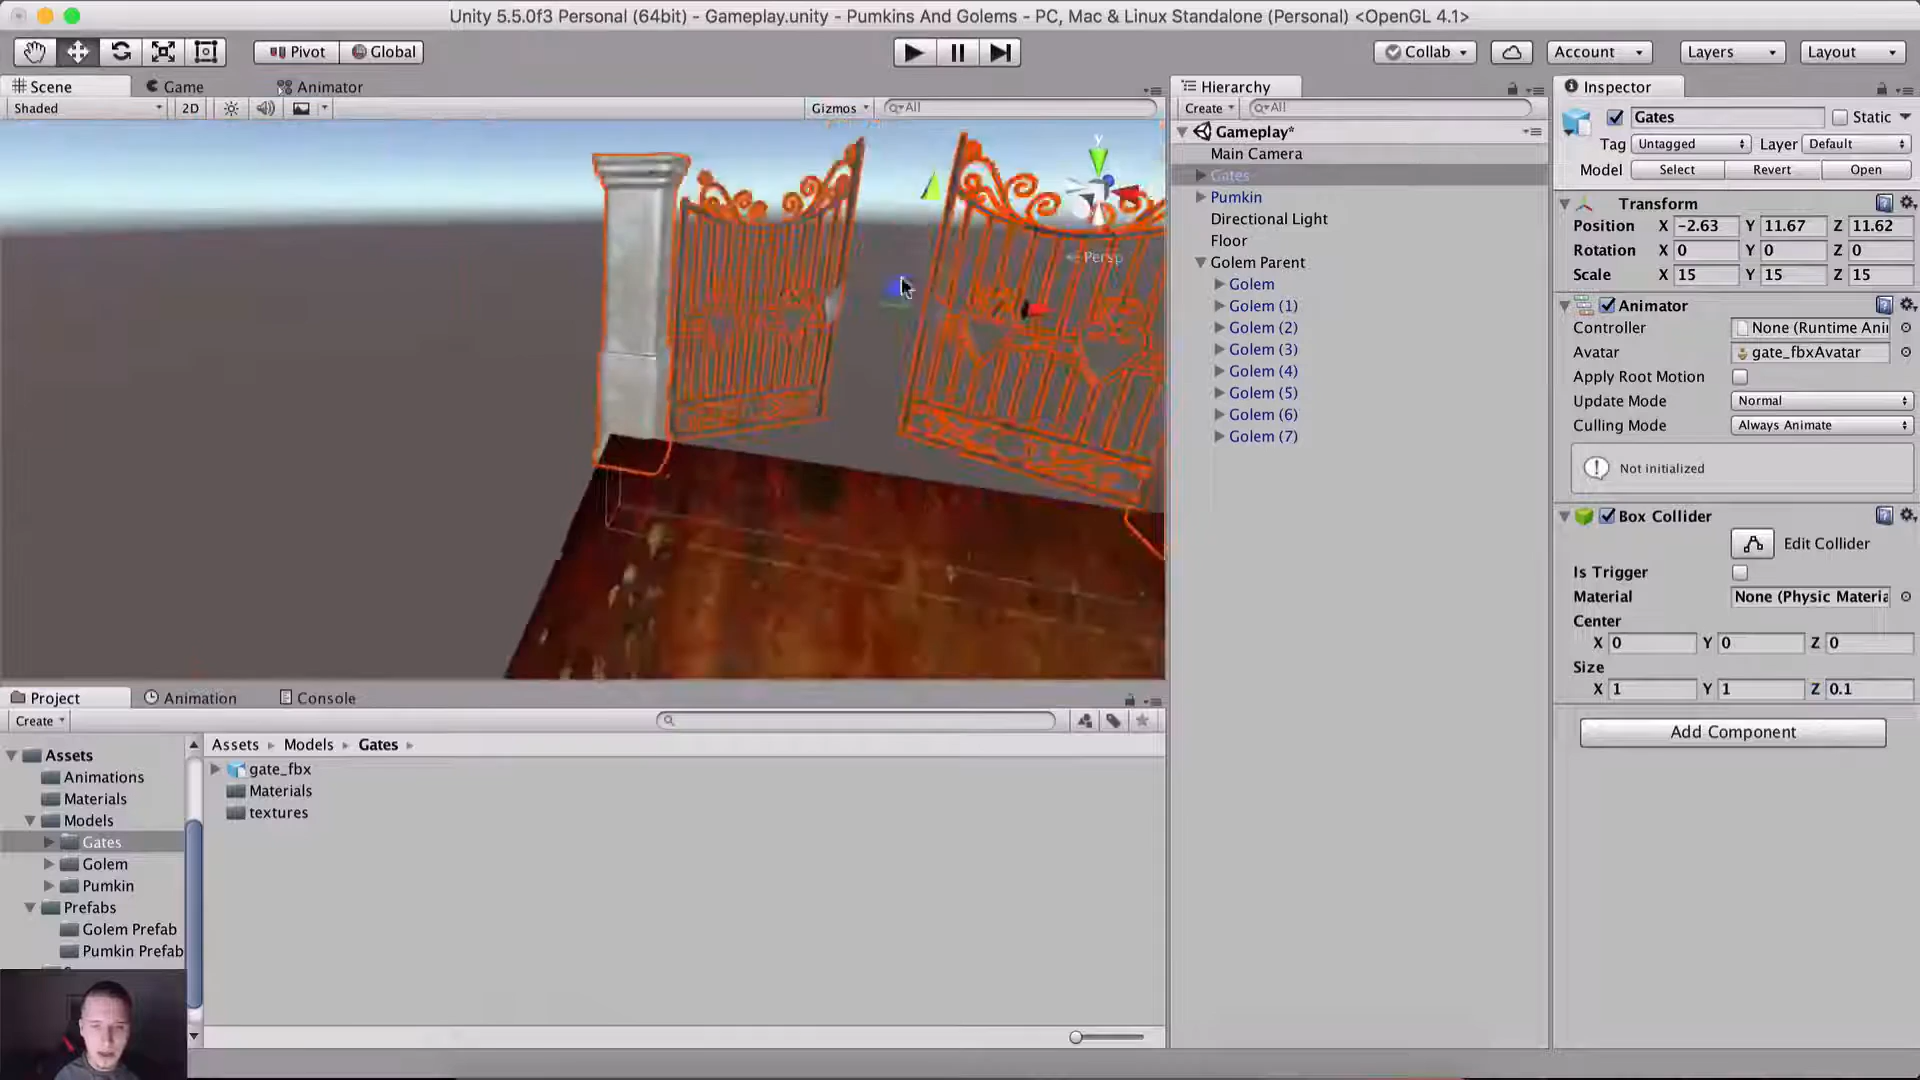 Unity 5.5.0f3 Personal (64bit) - Gameplay.unity - Pumkins And Golems - PC, Mac & Linux Standalone (Personal) <OpenGL 4.1>
Pivot Global Collab Account Layers Layout
Scene Game Animator
Shaded 2D Gizmos All
y
Persp
Hierarchy
Create All
Gameplay*
Main Camera
Gates
Pumkin
Directional Light
Floor
Golem Parent
Golem
Golem (1)
Golem (2)
Golem (3)
Golem (4)
Golem (5)
Golem (6)
Golem (7)
Inspector
Gates Static
Tag Untagged Layer Default
Model Select Revert Open
Transform
Position X -2.63 Y 11.67 Z 11.62
Rotation X 0 Y 0 Z 0
Scale X 15 Y 15 Z 15
Animator
Controller None (Runtime Ani
Avatar gate_fbxAvatar
Apply Root Motion
Update Mode Normal
Culling Mode Always Animate
Not initialized
Box Collider
Edit Collider
Is Trigger
Material None (Physic Materia
Center
X 0 Y 0 Z 0
Size
X 1 Y 1 Z 0.1
Add Component
Project Animation Console
Create
Assets
Animations
Materials
Models
Gates
Golem
Pumkin
Prefabs
Golem Prefab
Pumkin Prefab
Assets Models Gates
gate_fbx
Materials
textures